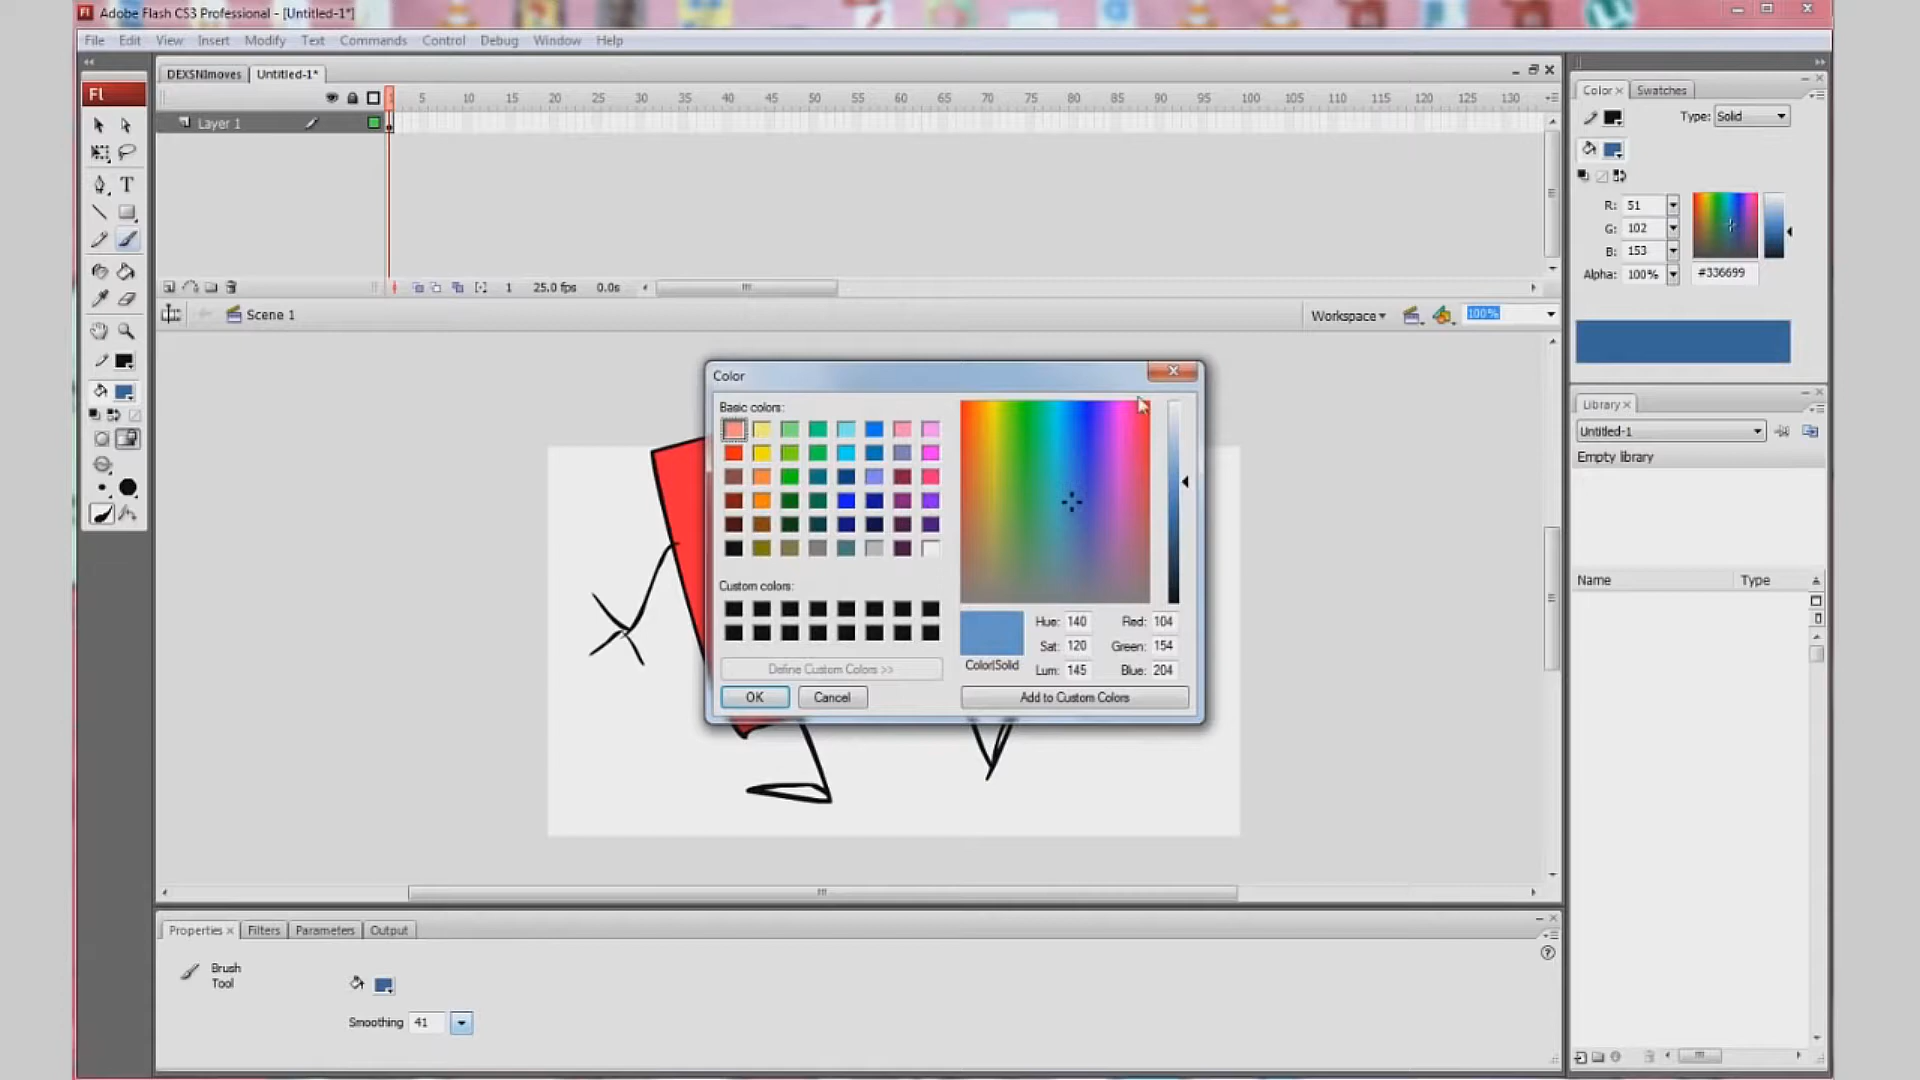 Adobe Flash CS3 Professional - [Untitled-1*]
File Edit View Insert Modify Text Commands Control Debug Window Help
DEXSNImoves Untitled-1*
Color Swatches
5 10 15 20 25 30 35 40 45 50 55 60 65 70 75 80 85 90 95 100 105 110 115 120 125 130
Fl
Layer 1
Type: Solid
R: 51
G: 102
B: 153
Alpha: 100% #336699
1 25.0 fps 0.0s
Scene 1
Workspace 100%
Color
Basic colors:
Library
Untitled-1
Empty library
Name Type
Custom colors:
Hue: 140 Red: 104
Sat: 120 Green: 154
Color|Solid
Lum: 145 Blue: 204
Define Custom Colors >>
OK Cancel Add to Custom Colors
Properties Filters Parameters Output
Brush
Tool
Smoothing 41